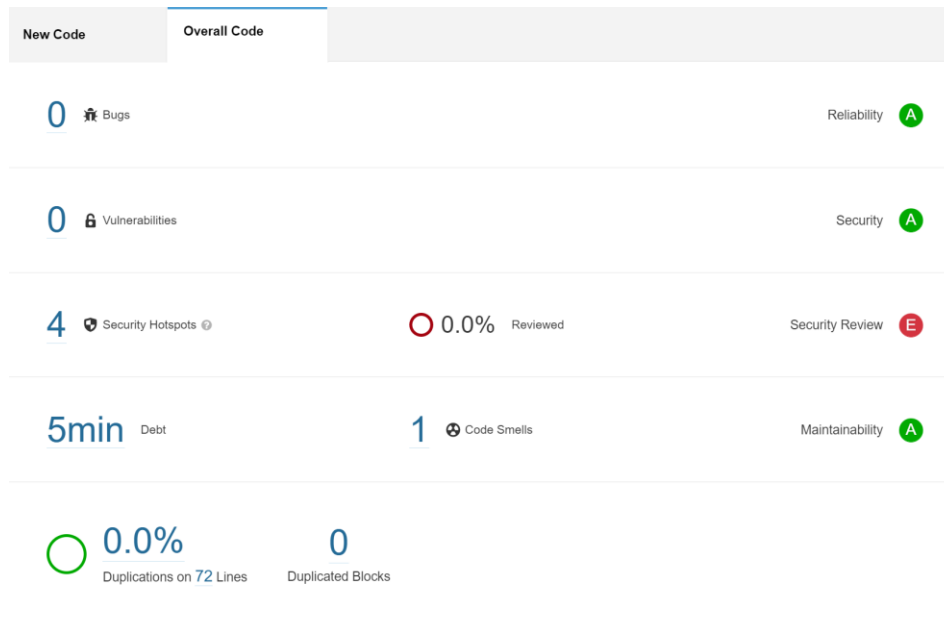 New Code Overall Code
0 Bugs Reliability A
0 Vulnerabilities Security A
4 Security Hotspots ? 0.0% Reviewed Security Review E
5min Debt 1 Code Smells Maintainability A
0.0% 0
Duplications on 72 Lines Duplicated Blocks